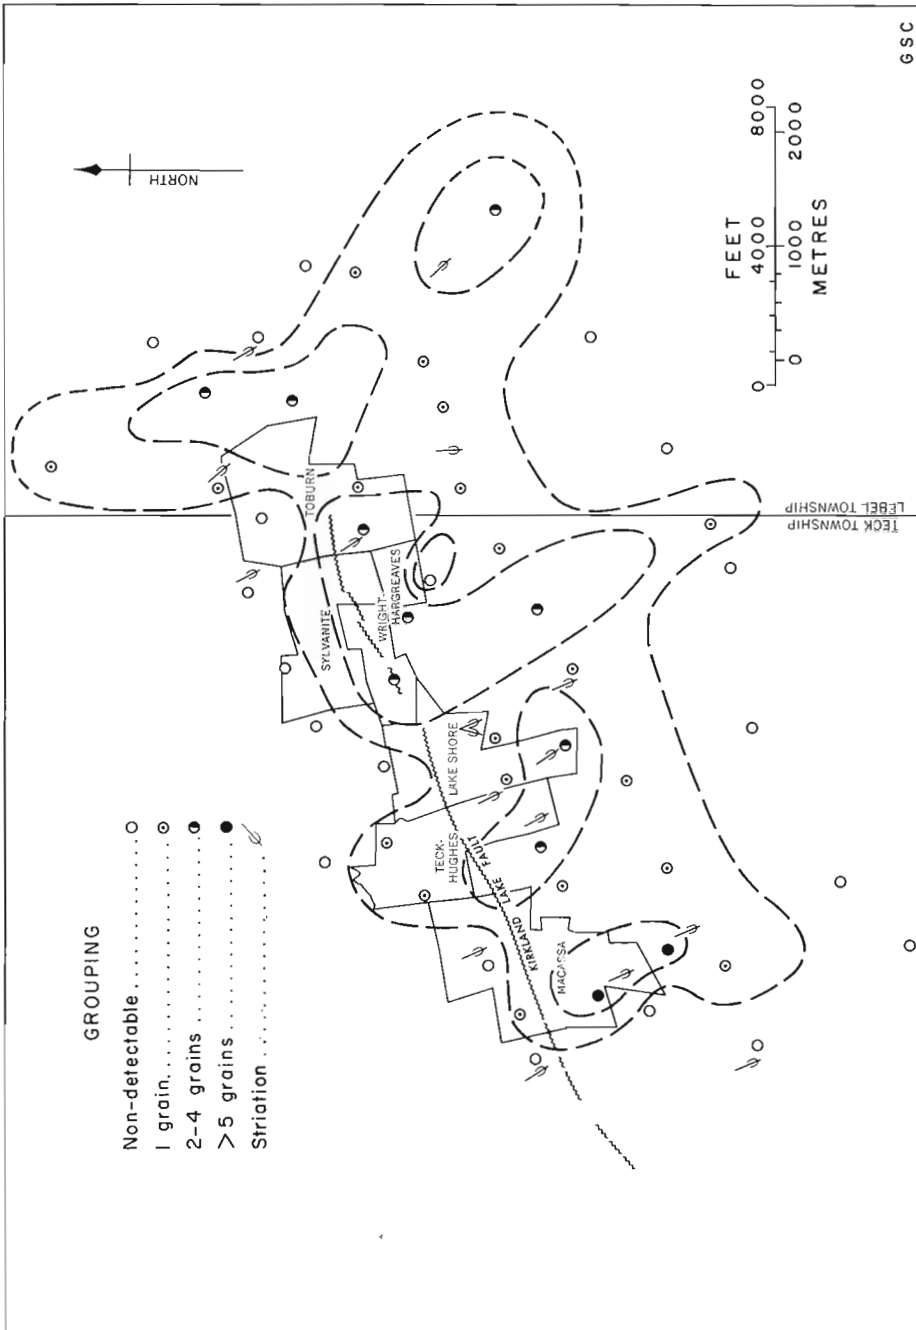 GROUPING
Non-detectable..........
1 grain..................
2-4 grains..............
>5 grains..............
Striation...............
NORTH
TOBURN
SYLVANITE
WRIGHT-
HARGREAVES
LAKE SHORE
TECK-
HUGHES
KIRKLAND LAKE FAULT
MACASSA
TECK TOWNSHIP
LEBEL TOWNSHIP
FEET
0 4000 8000
0 1000 2000
METRES
GSC